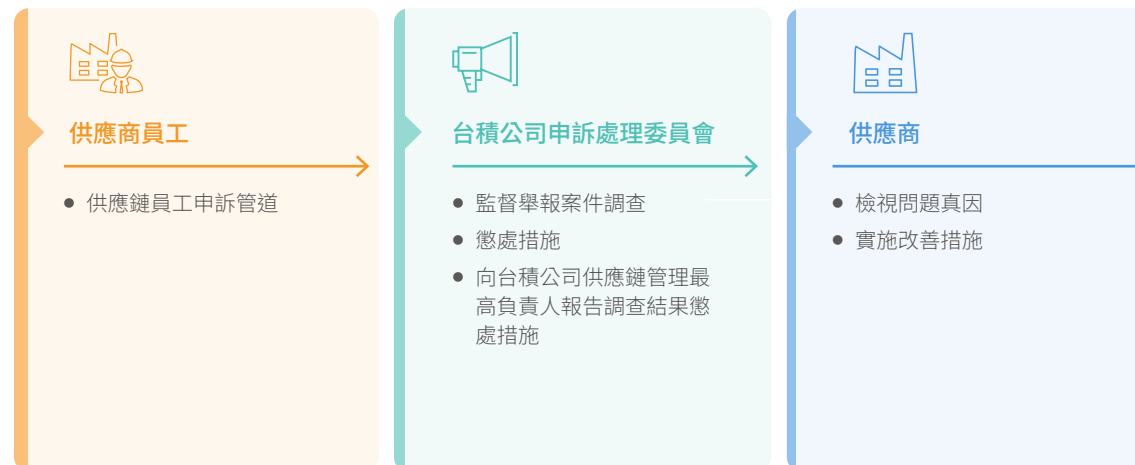 供應商員工
● 供應鏈員工申訴管道
台積公司申訴處理委員會
● 監督舉報案件調查
● 懲處措施
● 向台積公司供應鏈管理最
高負責人報告調查結果懲
處措施
供應商
● 檢視問題真因
● 實施改善措施